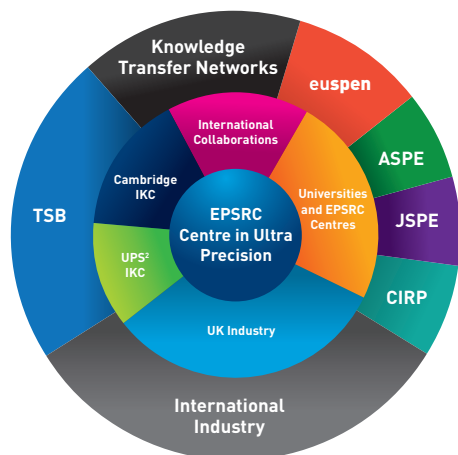 Knowledge
Transfer Networks
euspen
ASPE
JSPE
CIRP
International
Industry
TSB
International
Collaborations
Universities
and EPSRC
Centres
UK Industry
UPS²
IKC
Cambridge
IKC
EPSRC
Centre in Ultra
Precision